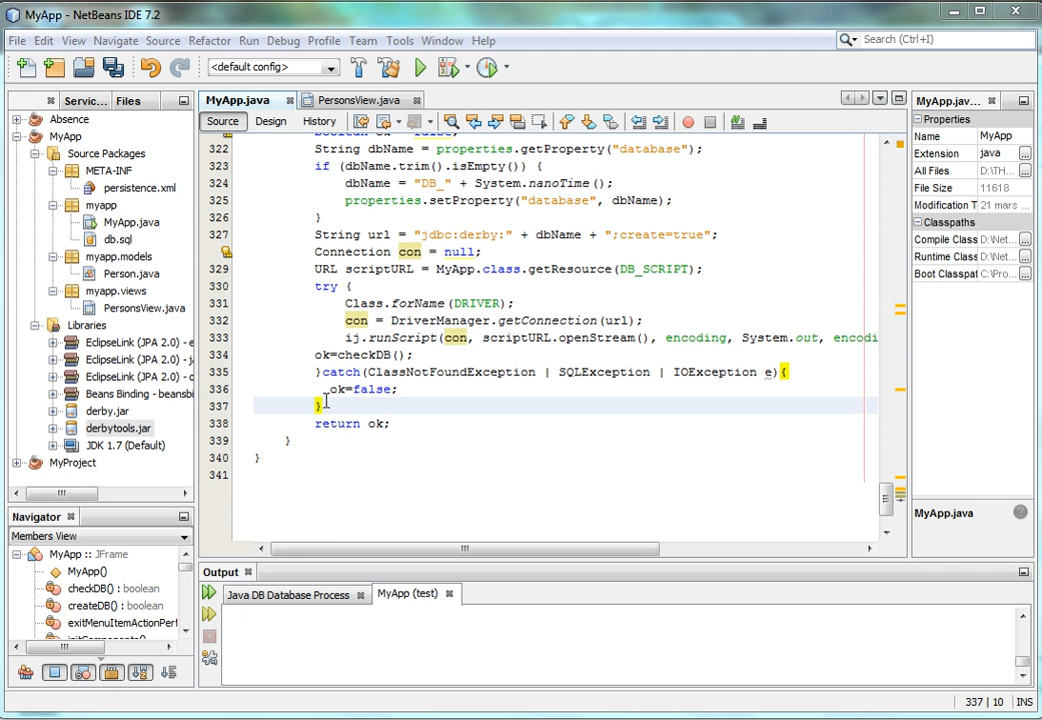 MyApp - NetBeans IDE 7.2
File Edit View Navigate Source Refactor Run Debug Profile Team Tools Window Help
Search (Ctrl+I)
<default config>
Servic... Files
MyApp.java PersonsView.java
MyApp.jav...
Source Design History
Absence
MyApp
Source Packages
META-INF
persistence.xml
myapp
MyApp.java
db.sql
myapp.models
Person.java
myapp.views
PersonsView.java
Libraries
EclipseLink (JPA 2.0) - e
EclipseLink (JPA 2.0) - ja
EclipseLink (JPA 2.0) - e
Beans Binding - beansbi
derby.jar
derbytools.jar
JDK 1.7 (Default)
MyProject
322 String dbName = properties.getProperty("database");
323 if (dbName.trim().isEmpty()) {
324 dbName = "DB_" + System.nanoTime();
325 properties.setProperty("database", dbName);
326 }
327 String url = "jdbc:derby:" + dbName + ";create=true";
Connection con = null;
329 URL scriptURL = MyApp.class.getResource(DB_SCRIPT);
330 try {
331 Class.forName(DRIVER);
332 con = DriverManager.getConnection(url);
333 ij.runScript(con, scriptURL.openStream(), encoding, System.out, encodi
334 ok=checkDB();
335 }catch(ClassNotFoundException | SQLException | IOException e){
336 ok=false;
337 }
338 return ok;
339 }
340 }
341
Properties
Name MyApp
Extension java
All Files D:\TH...
File Size 11618
Modification T 21 mars
Classpaths
Compile Class D:\Net...
Runtime Class D:\Net...
Boot Classpat C:\Pro...
MyApp.java
Navigator
Members View
MyApp :: JFrame
MyApp()
checkDB() : boolean
createDB() : boolean
exitMenuItemActionPerf
Output
Java DB Database Process MyApp (test)
337 | 10 INS